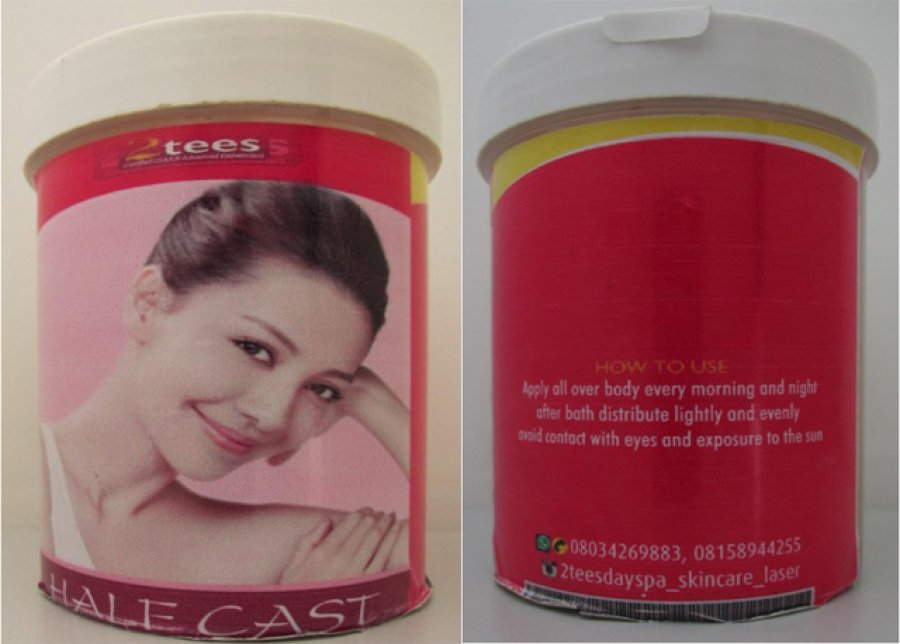 2tees
HALF CAST
HOW TO USE
Apply all over body every morning and night
after bath distribute lightly and evenly
avoid contact with eyes and exposure to the sun
08034269883, 08158944255
2teesdayspa_skincare_laser